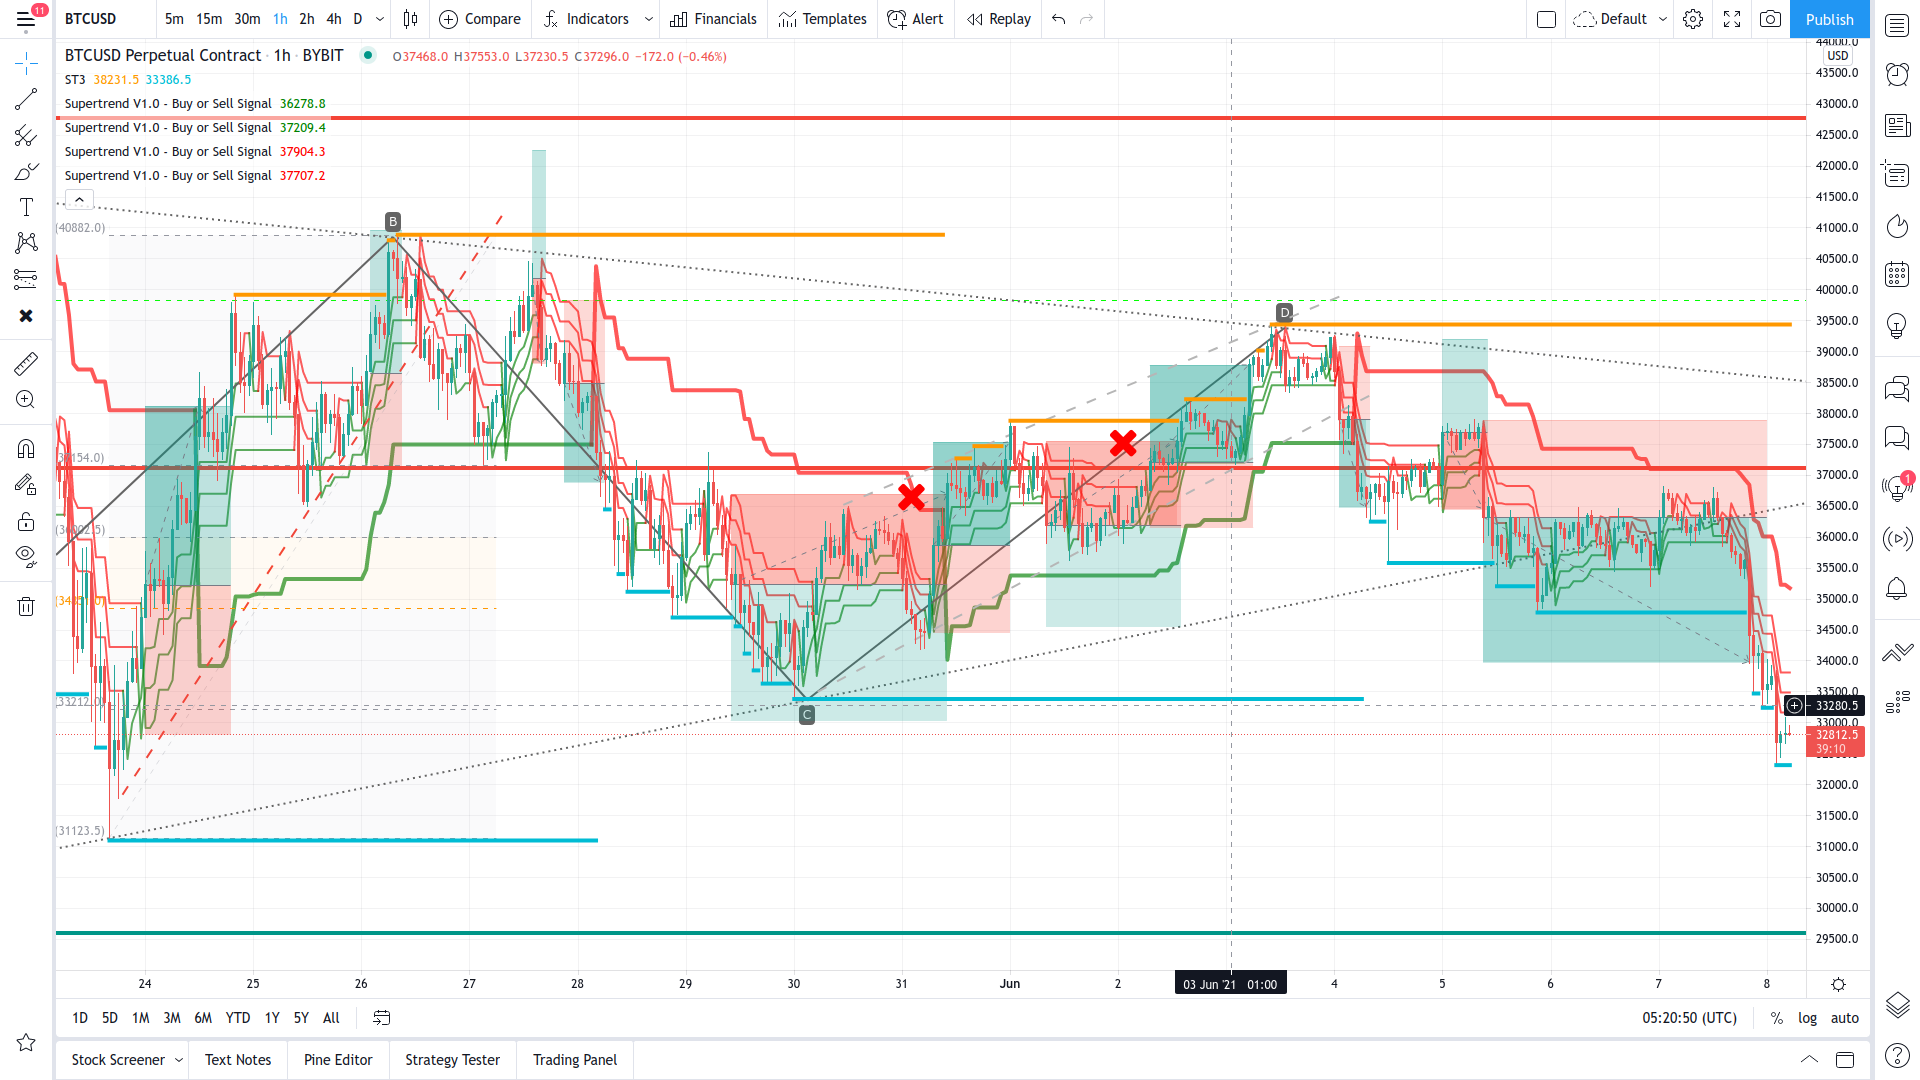 11
BTCUSD 5m 15m 30m 1h 2h 4h D Compare Indicators Financials Templates Alert Replay Default Publish
BTCUSD Perpetual Contract · 1h · BYBIT O37468.0 H37553.0 L37230.5 C37296.0 −172.0 (−0.46%)
ST3 38231.5 33386.5
Supertrend V1.0 - Buy or Sell Signal 36278.8
Supertrend V1.0 - Buy or Sell Signal 37209.4
Supertrend V1.0 - Buy or Sell Signal 37904.3
Supertrend V1.0 - Buy or Sell Signal 37707.2
(40882.0)
(33212.0)
(31123.5)
B
C
D
44000.0
USD
43500.0
43000.0
42500.0
42000.0
41500.0
41000.0
40500.0
40000.0
39500.0
39000.0
38500.0
38000.0
37500.0
37000.0
36500.0
36000.0
35500.0
35000.0
34500.0
34000.0
33500.0
33280.5
33000.0
32812.5
39:10
32000.0
31500.0
31000.0
30500.0
30000.0
29500.0
1
24 25 26 27 28 29 30 31 Jun 2 03 Jun '21 01:00 4 5 6 7 8
1D 5D 1M 3M 6M YTD 1Y 5Y All 05:20:50 (UTC) % log auto
Stock Screener Text Notes Pine Editor Strategy Tester Trading Panel